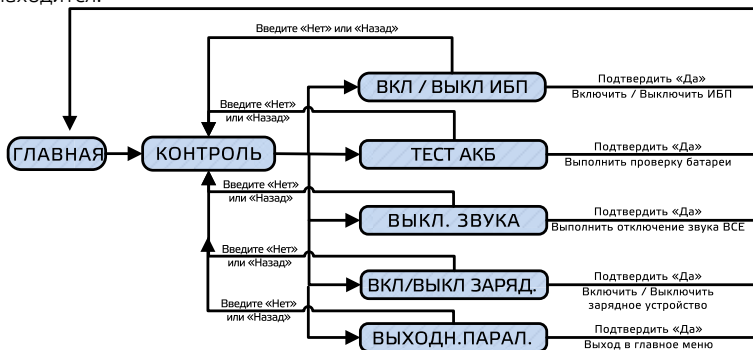 находится.
Введите «Нет» или «Назад»
ВКЛ / ВЫКЛ ИБП
Подтвердить «Да»
Включить / Выключить ИБП
Введите «Нет»
или «Назад»
ГЛАВНАЯ
КОНТРОЛЬ
ТЕСТ АКБ
Подтвердить «Да»
Выполнить проверку батареи
Введите «Нет»
или «Назад»
ВЫКЛ. ЗВУКА
Подтвердить «Да»
Выполнить отключение звука ВСЕ
Введите «Нет»
или «Назад»
ВКЛ/ВЫКЛ ЗАРЯД.
Подтвердить «Да»
Включить / Выключить
зарядное устройство
Введите «Нет»
или «Назад»
ВЫХОДН.ПАРАЛ.
Подтвердить «Да»
Выход в главное меню